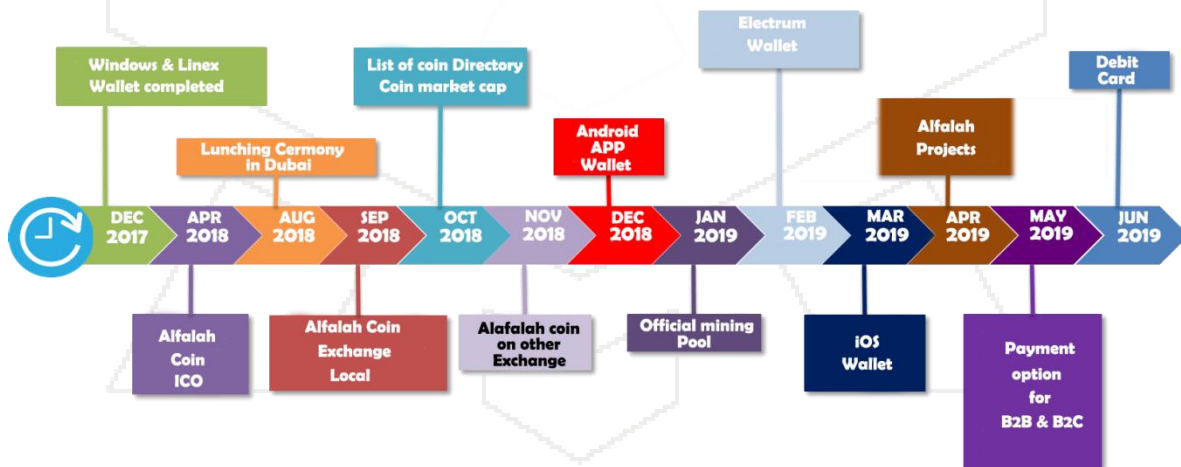 Electrum
Wallet
Windows & Linex
Wallet completed
List of coin Directory
Coin market cap
Debit
Card
Lunching Cermony
in Dubai
Android
APP
Wallet
Alfalah
Projects
DEC
2017
APR
2018
AUG
2018
SEP
2018
OCT
2018
NOV
2018
DEC
2018
JAN
2019
FEB
2019
MAR
2019
APR
2019
MAY
2019
JUN
2019
Alfalah
Coin
ICO
Alfalah Coin
Exchange
Local
Alafalah coin
on other
Exchange
Official mining
Pool
iOS
Wallet
Payment
option
for
B2B & B2C